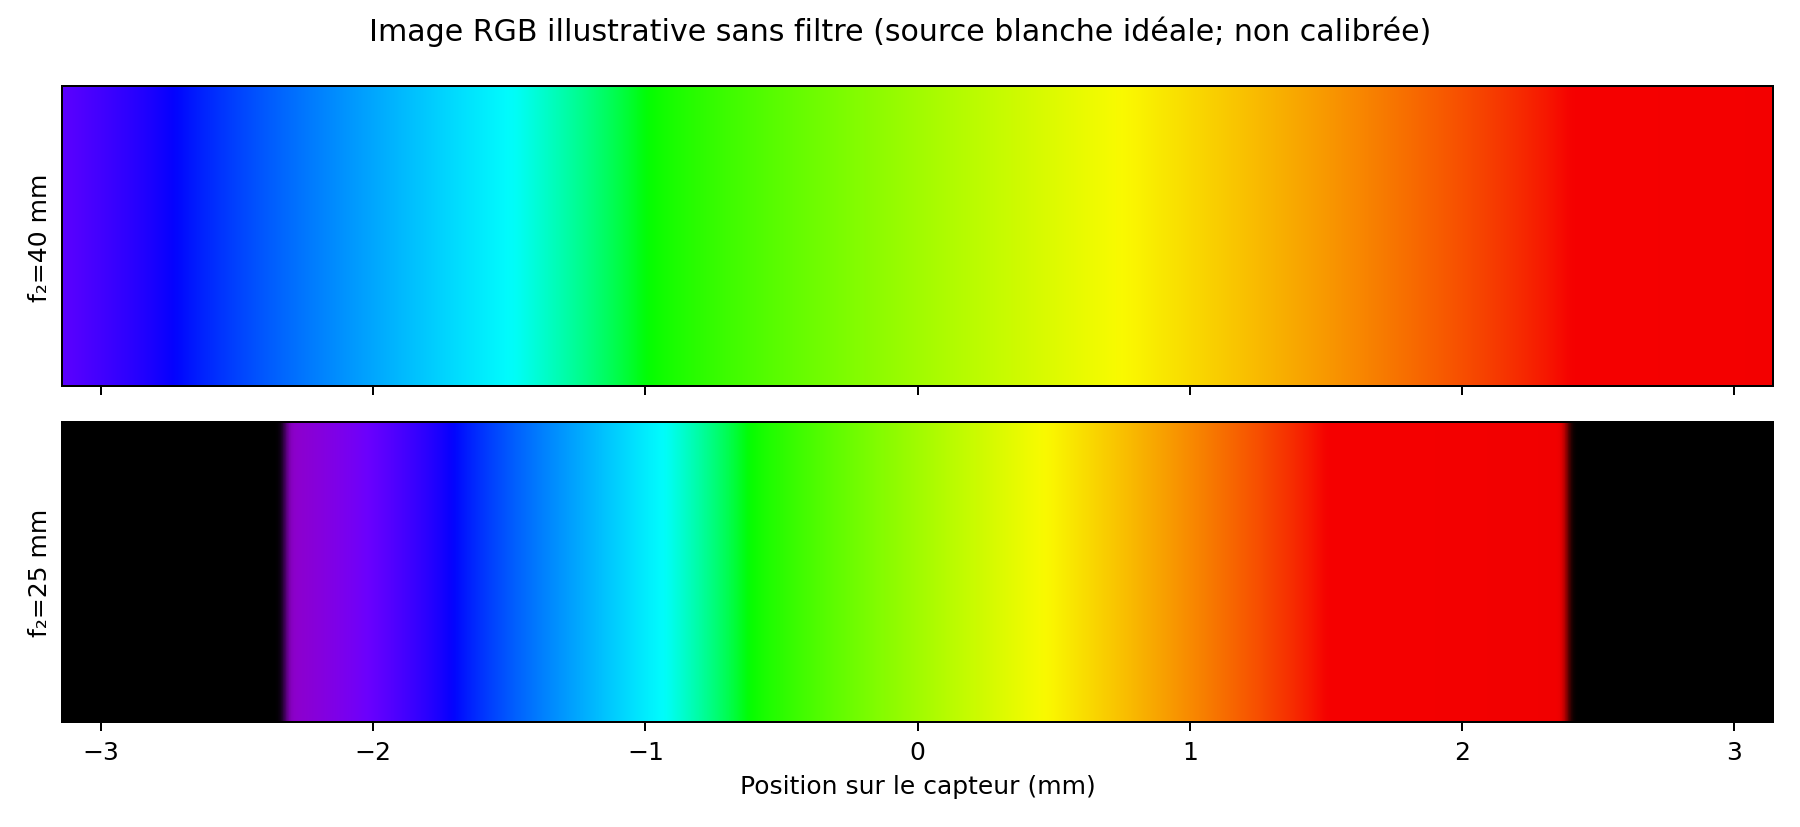 Image RGB illustrative sans filtre (source blanche idéale; non calibrée)
f₂=40 mm
f₂=25 mm
−3 −2 −1 0 1 2 3
Position sur le capteur (mm)